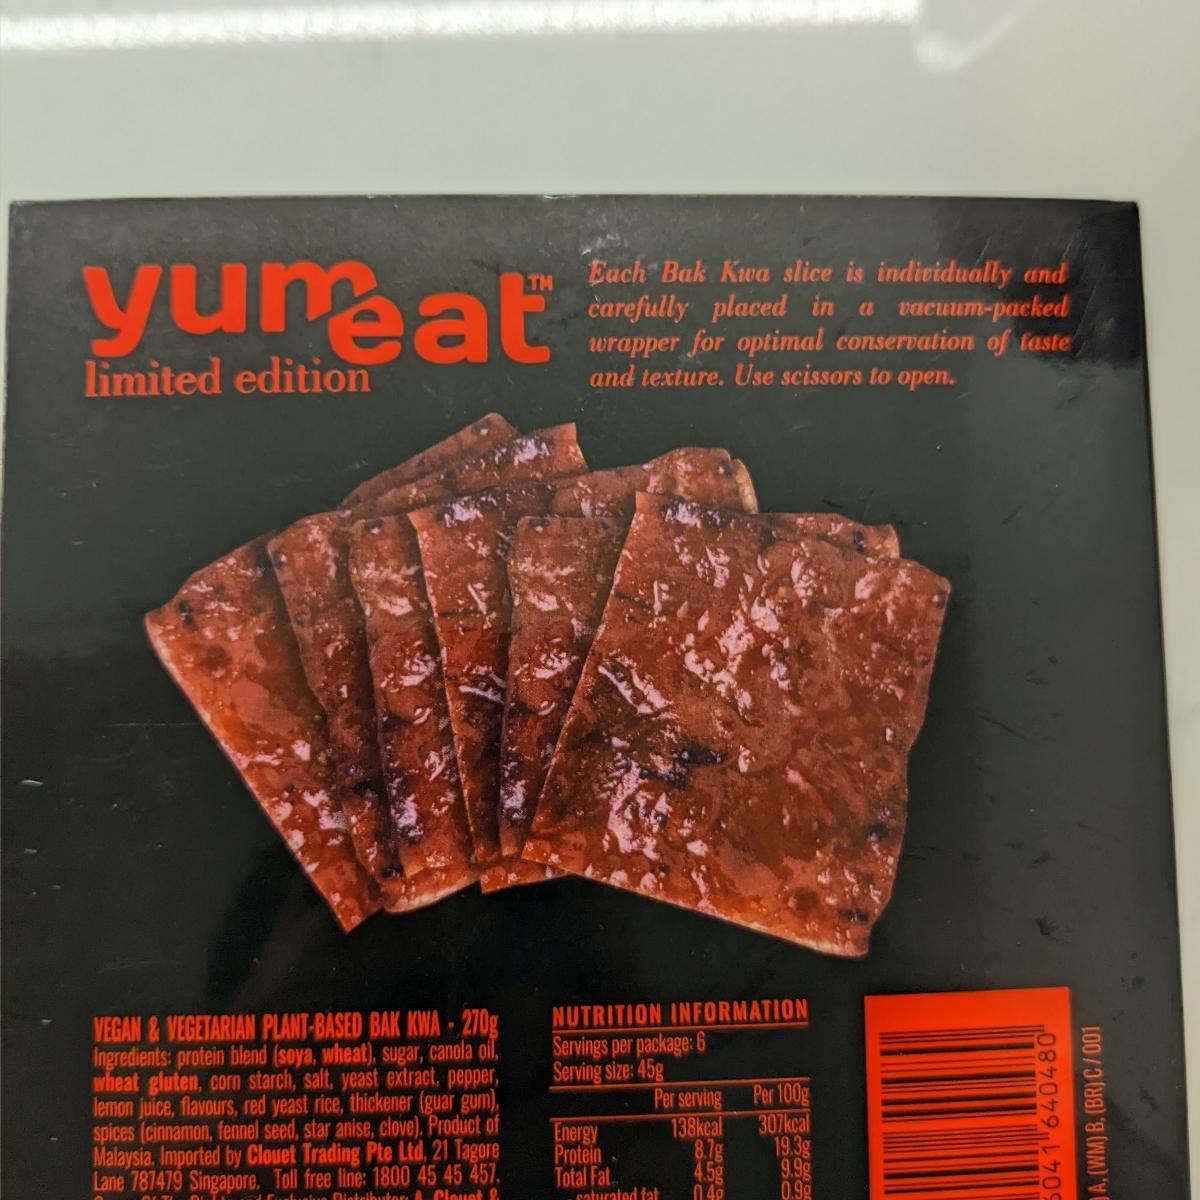 yumeat™
limited edition
Each Bak Kwa slice is individually and
carefully placed in a vacuum-packed
wrapper for optimal conservation of taste
and texture. Use scissors to open.
VEGAN & VEGETARIAN PLANT-BASED BAK KWA - 270g
Ingredients: protein blend (soya, wheat), sugar, canola oil,
wheat gluten, corn starch, salt, yeast extract, pepper,
lemon juice, flavours, red yeast rice, thickener (guar gum),
spices (cinnamon, fennel seed, star anise, clove), Product of
Malaysia. Imported by Clouet Trading Pte Ltd, 21 Tagore
Lane 787479 Singapore. Toll free line: 1800 45 45 457.
NUTRITION INFORMATION
Servings per package: 6
Serving size: 45g
Per serving Per 100g
Energy 138kcal 307kcal
Protein 8.7g 19.3g
Total Fat 4.5g 9.9g
saturated fat 0.4g 0.9g
5041 640480
A. (WM) B. (BR) C / 001